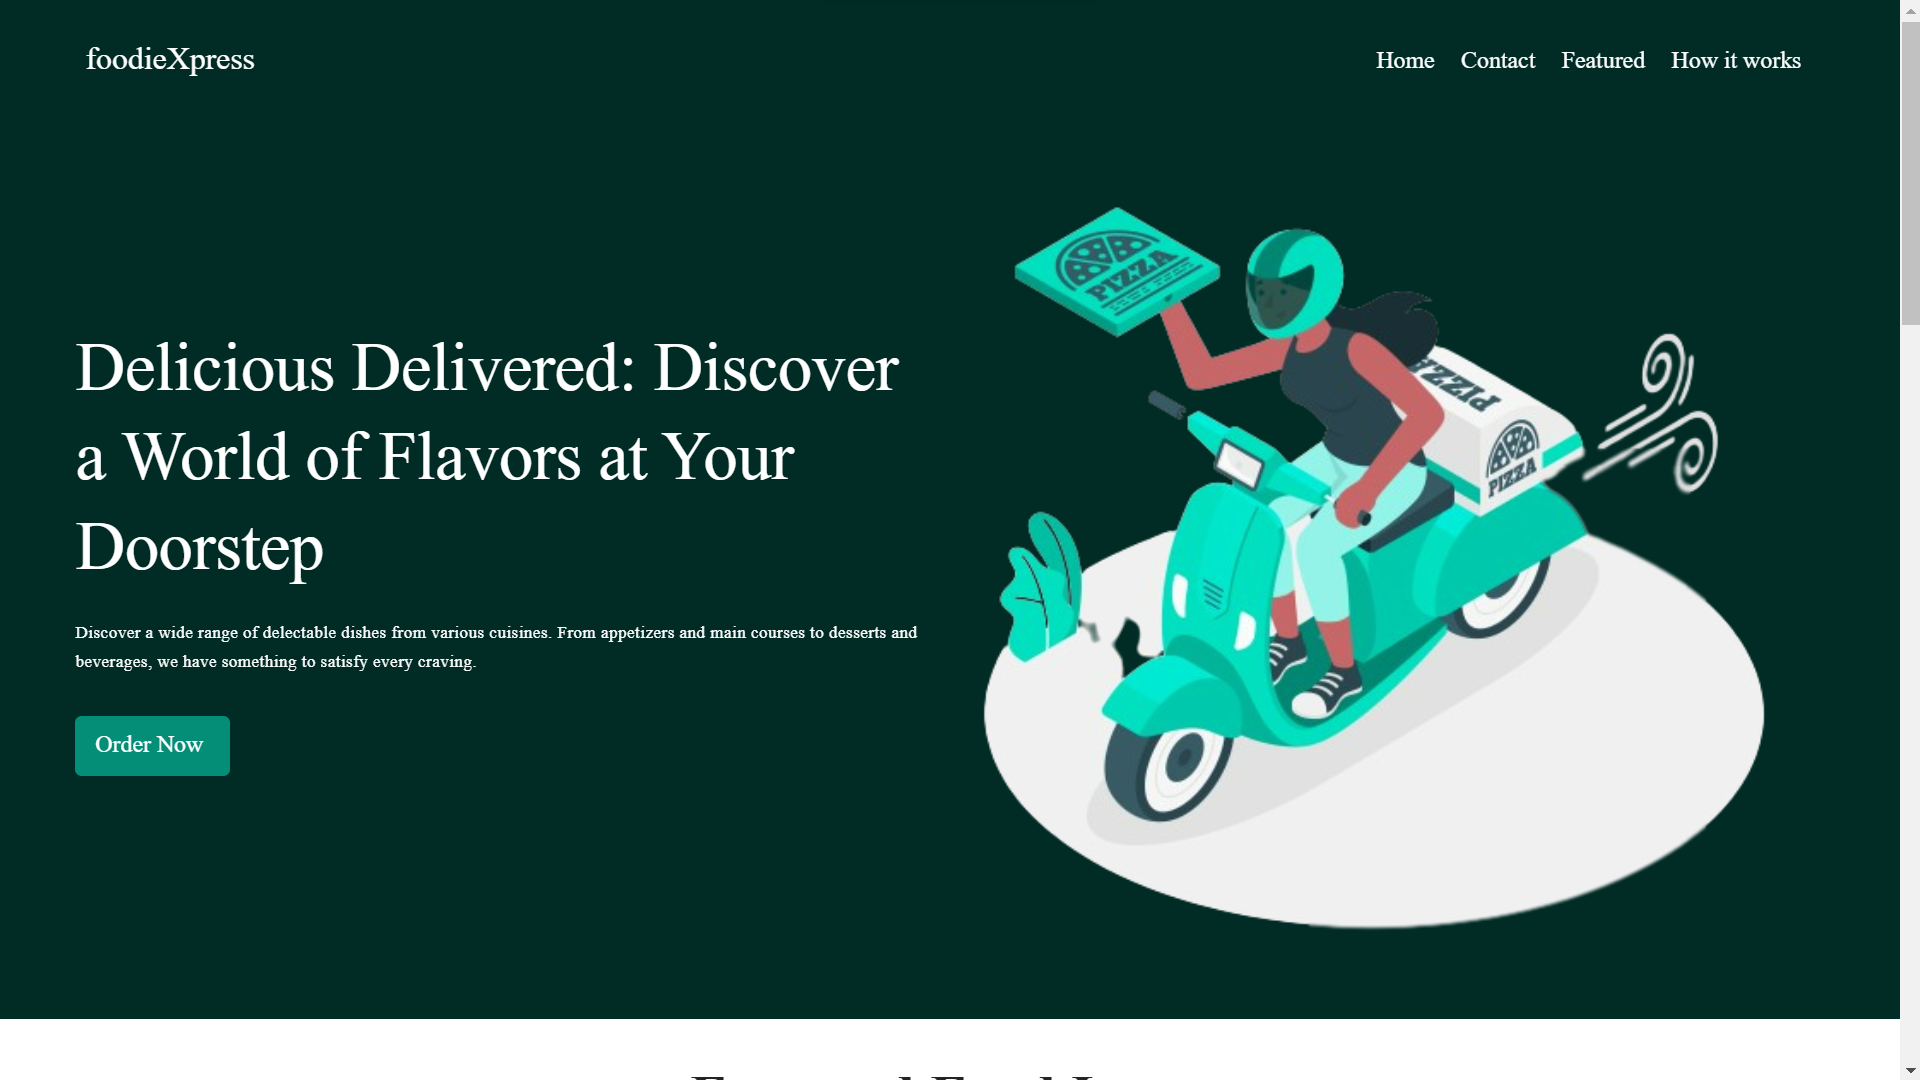 foodieXpress
Home Contact Featured How it works
PIZZA
PIZZA
PIZZA
Delicious Delivered: Discover
a World of Flavors at Your
Doorstep
Discover a wide range of delectable dishes from various cuisines. From appetizers and main courses to desserts and
beverages, we have something to satisfy every craving.
Order Now